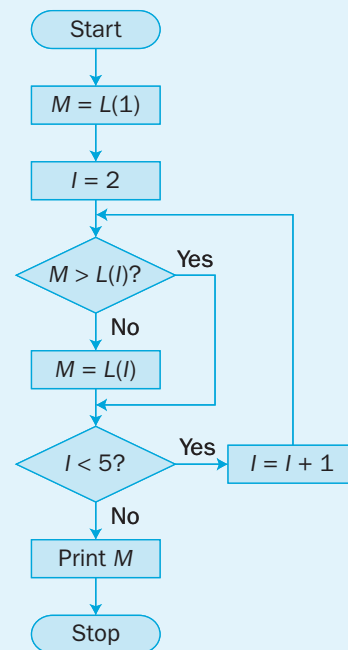 Start
M = L(1)
I = 2
M > L(I)?
Yes
No
M = L(I)
I < 5?
Yes
I = I + 1
No
Print M
Stop